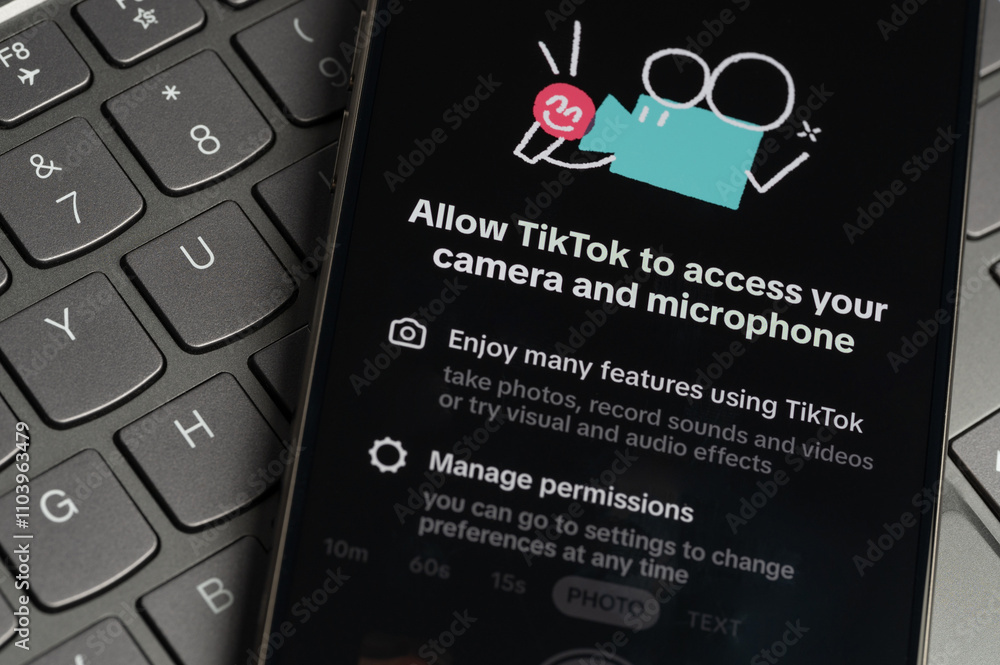 F8
*
8
(
9
&
7
U
Y
H
G
B
Allow TikTok to access your
camera and microphone
Enjoy many features using TikTok
take photos, record sounds and videos
or try visual and audio effects
Manage permissions
you can go to settings to change
preferences at any time
10m 60s 15s PHOTO TEXT
Adobe Stock | #1103963479